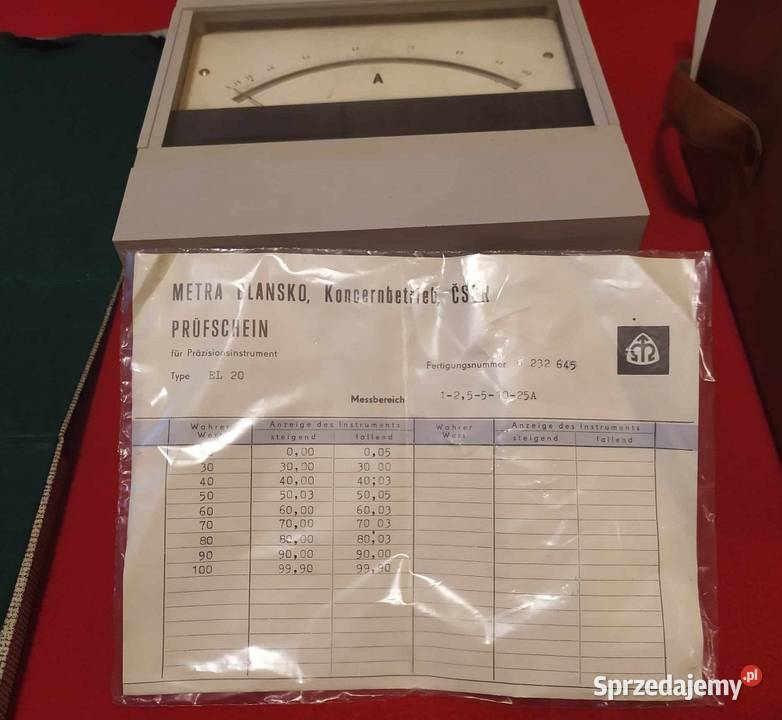 A
METRA BLANSKO, Koncernbetrieb, ČSSR
PRÜFSCHEIN
für Präzisionsinstrument
Fertigungsnummer 232 645
Type EL 20
Messbereich 1-2,5-5-10-25A
Wahrer Wert Anzeige des Instruments Wahrer Anzeige des Instruments
steigend fallend steigend fallend
0,00 0,05
30 30,00 30 00
40 40,00 40,03
50 50,03 50,05
60 60,00 60,03
70 70,00 70 03
80 80,00 80,03
90 90,00 90,00
100 99,90 99,90
Sprzedajemy.pl